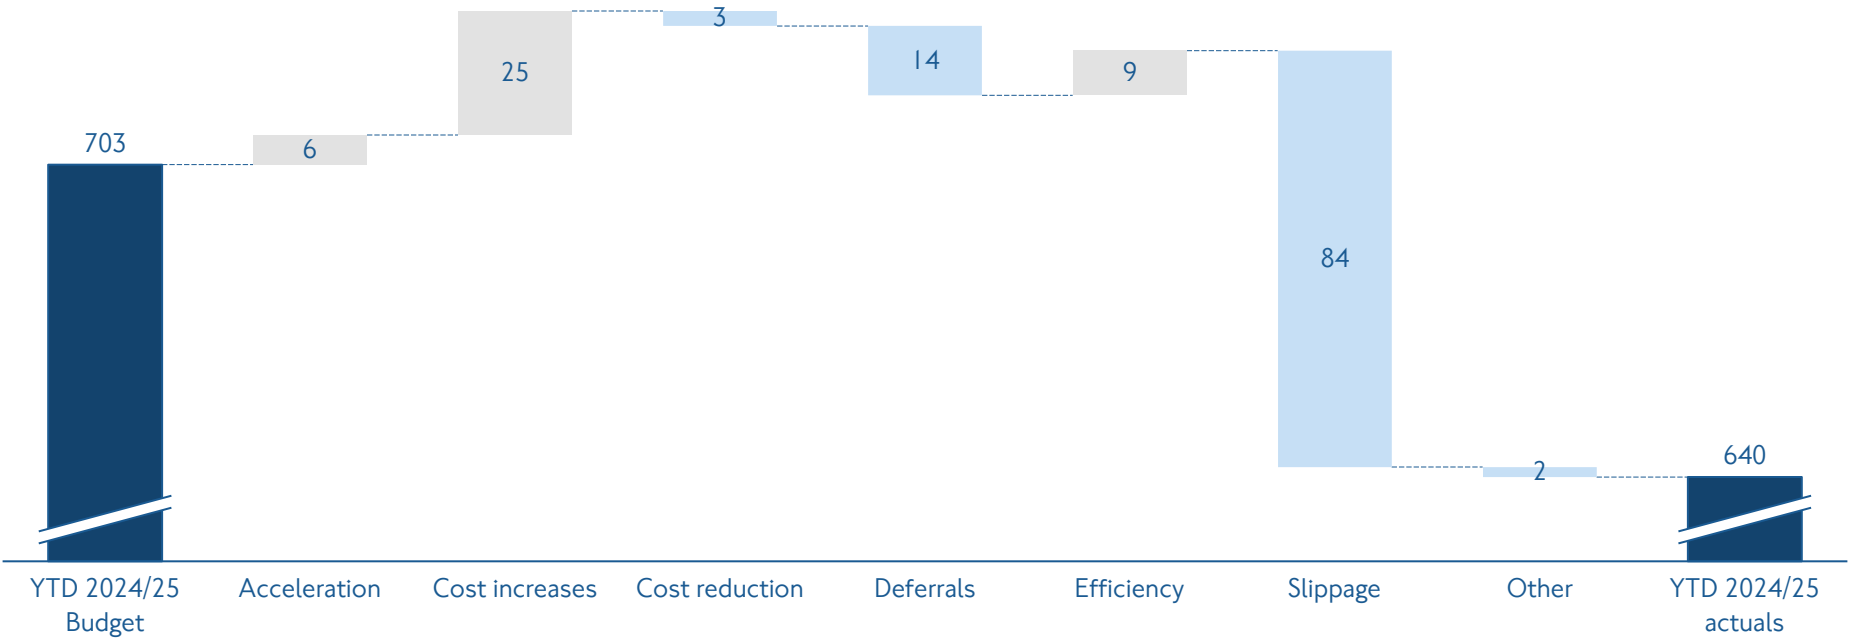 3
25
14
9
703
6
84
640
2
YTD 2024/25
Budget
Acceleration
Cost increases
Cost reduction
Deferrals
Efficiency
Slippage
Other
YTD 2024/25
actuals